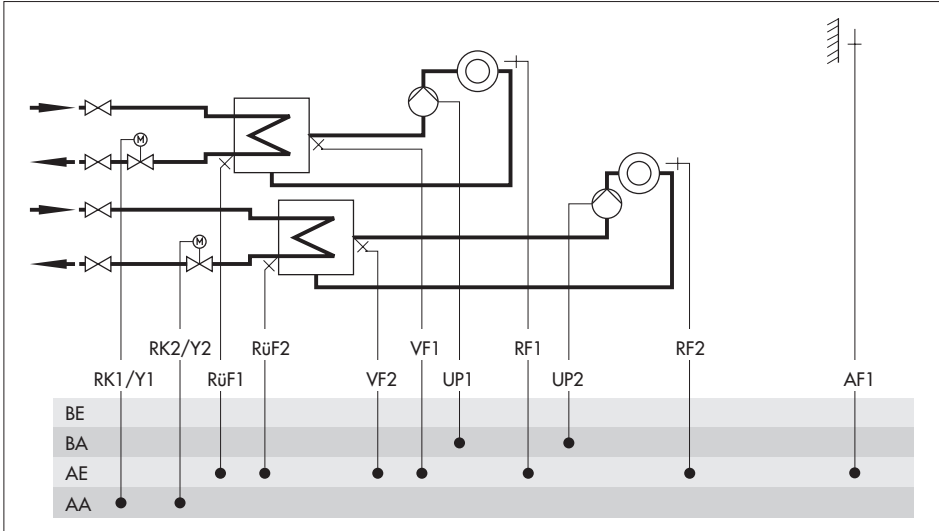 M
M
RK2/Y2 RüF2 VF1 RF1 RF2
RK1/Y1 RüF1 VF2 UP1 UP2 AF1
BE
BA
AE
AA